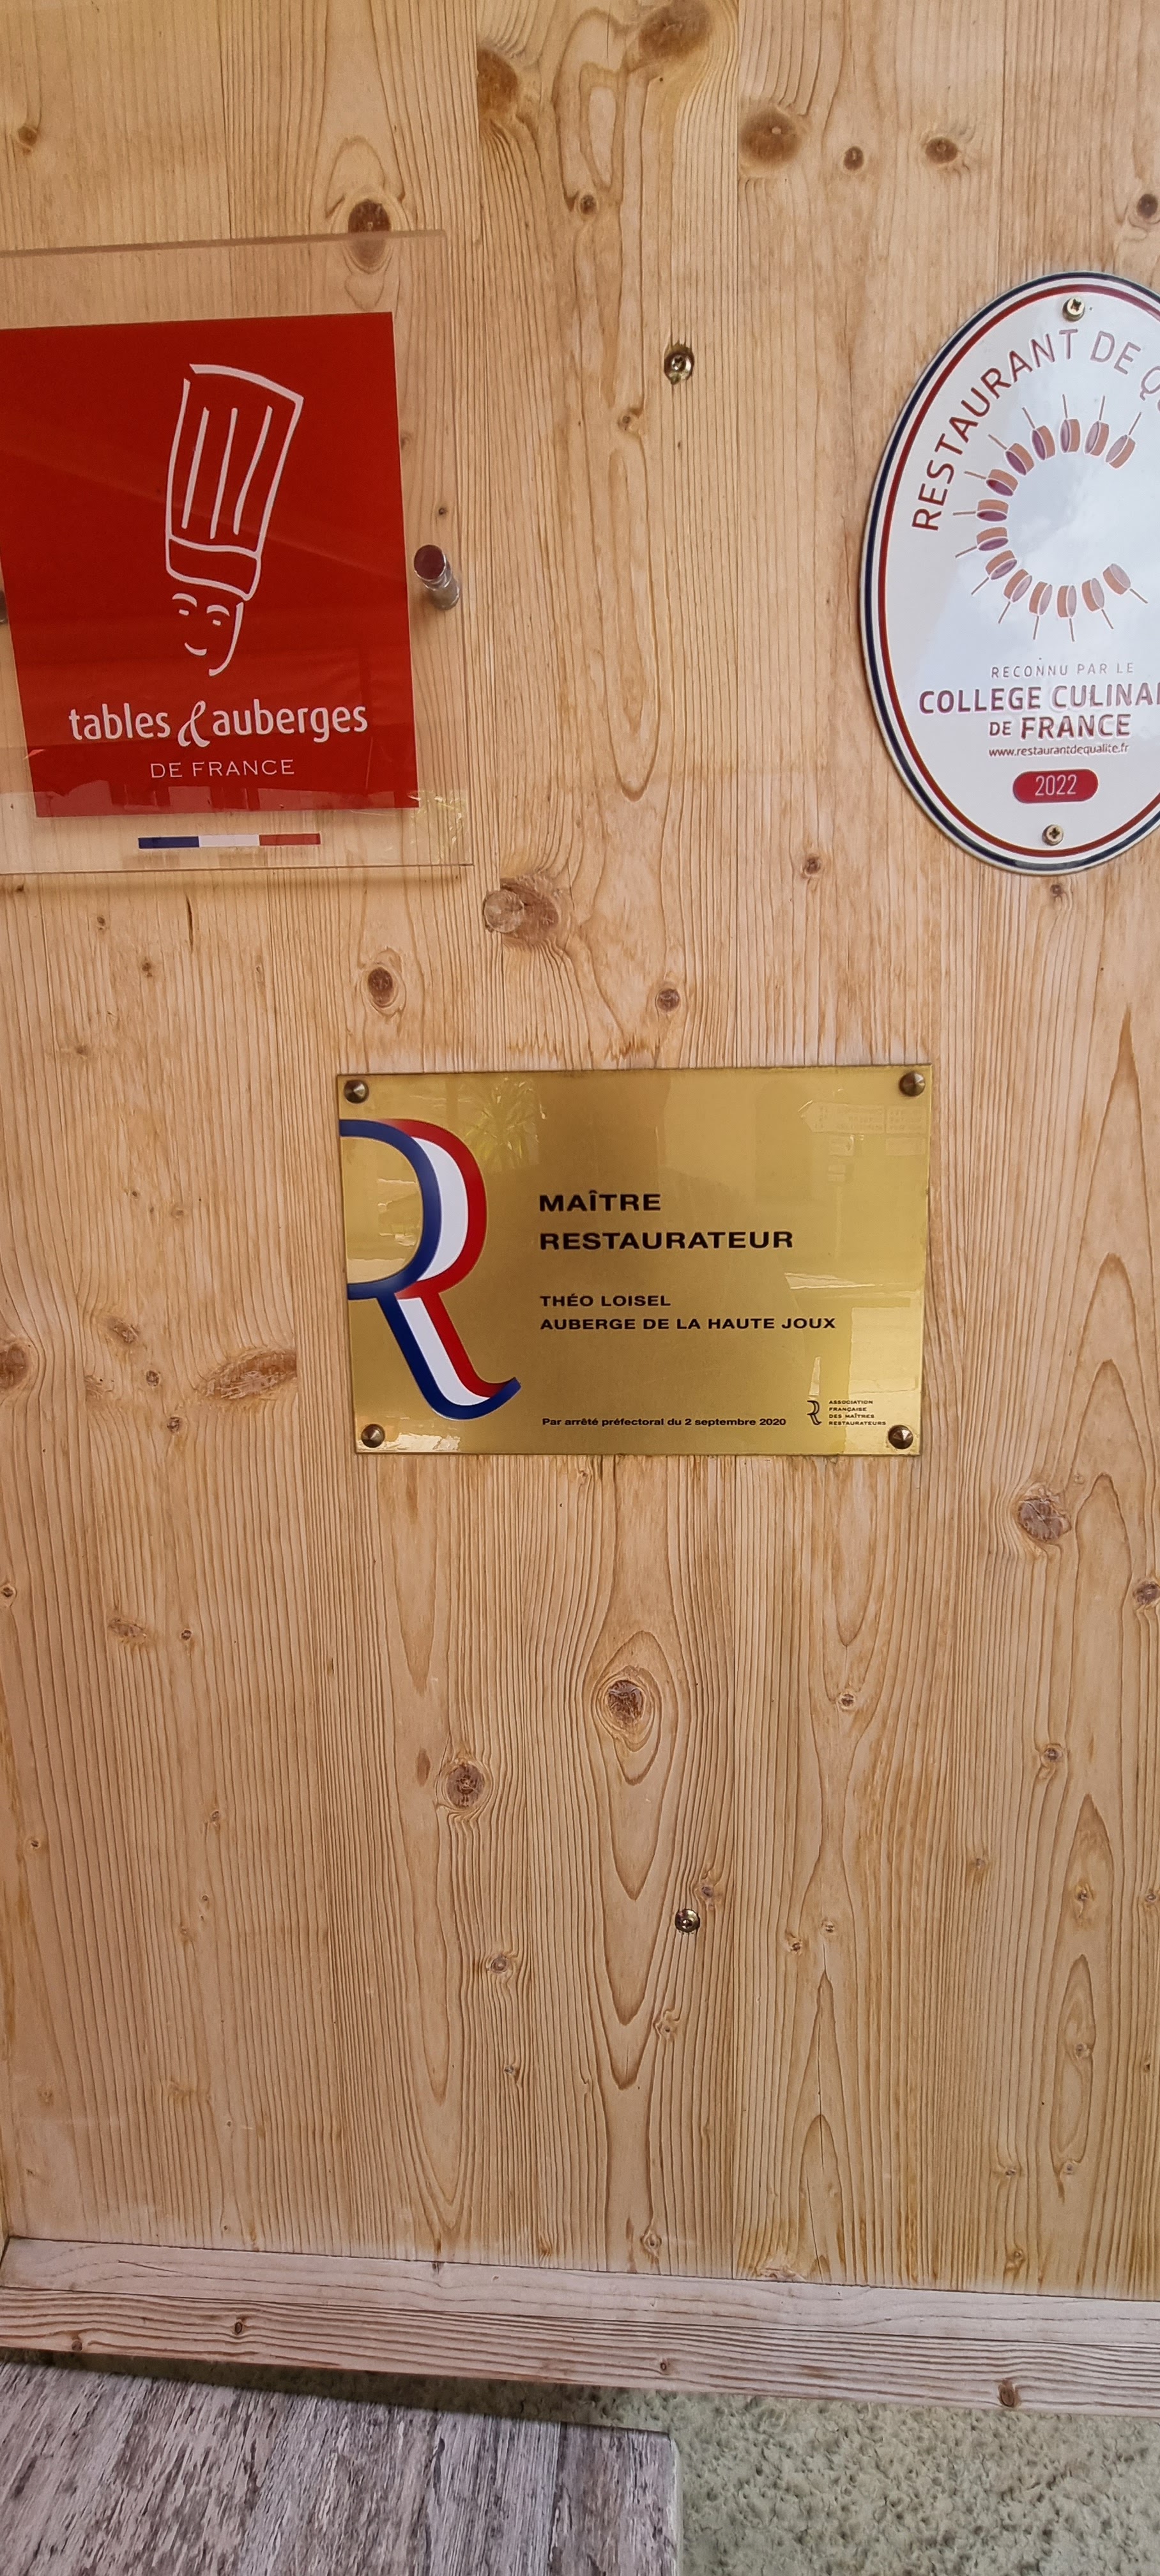 tables & auberges
DE FRANCE
RESTAURANT DE
RECONNU PAR LE
COLLEGE
DE FRANCE
www.restaurantdequalite.fr
2022
MAÎTRE
RESTAURATEUR
THÉO LOISEL
AUBERGE DE LA HAUTE JOUX
Par arrêté préfectoral du 2 septembre 2020
ASSOCIATION
FRANÇAISE
DES MAÎTRES
RESTAURATEURS